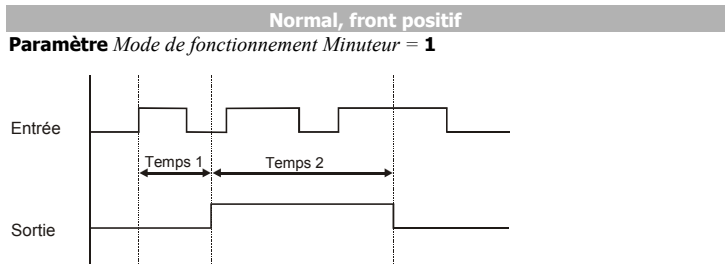 Normal, front positif
Paramètre Mode de fonctionnement Minuteur = 1
Entrée
Temps 1
Temps 2
Sortie